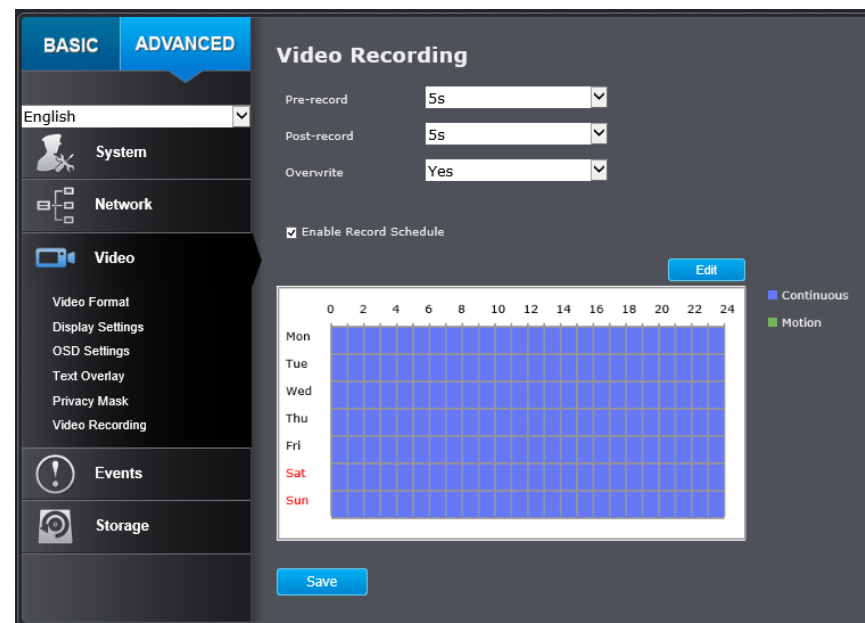 BASIC
ADVANCED
English
System
Network
Video
Video Format
Display Settings
OSD Settings
Text Overlay
Privacy Mask
Video Recording
Events
Storage
Video Recording
Pre-record 5s
Post-record 5s
Overwrite Yes
Enable Record Schedule
Edit
0 2 4 6 8 10 12 14 16 18 20 22 24
Mon
Tue
Wed
Thu
Fri
Sat
Sun
Continuous
Motion
Save